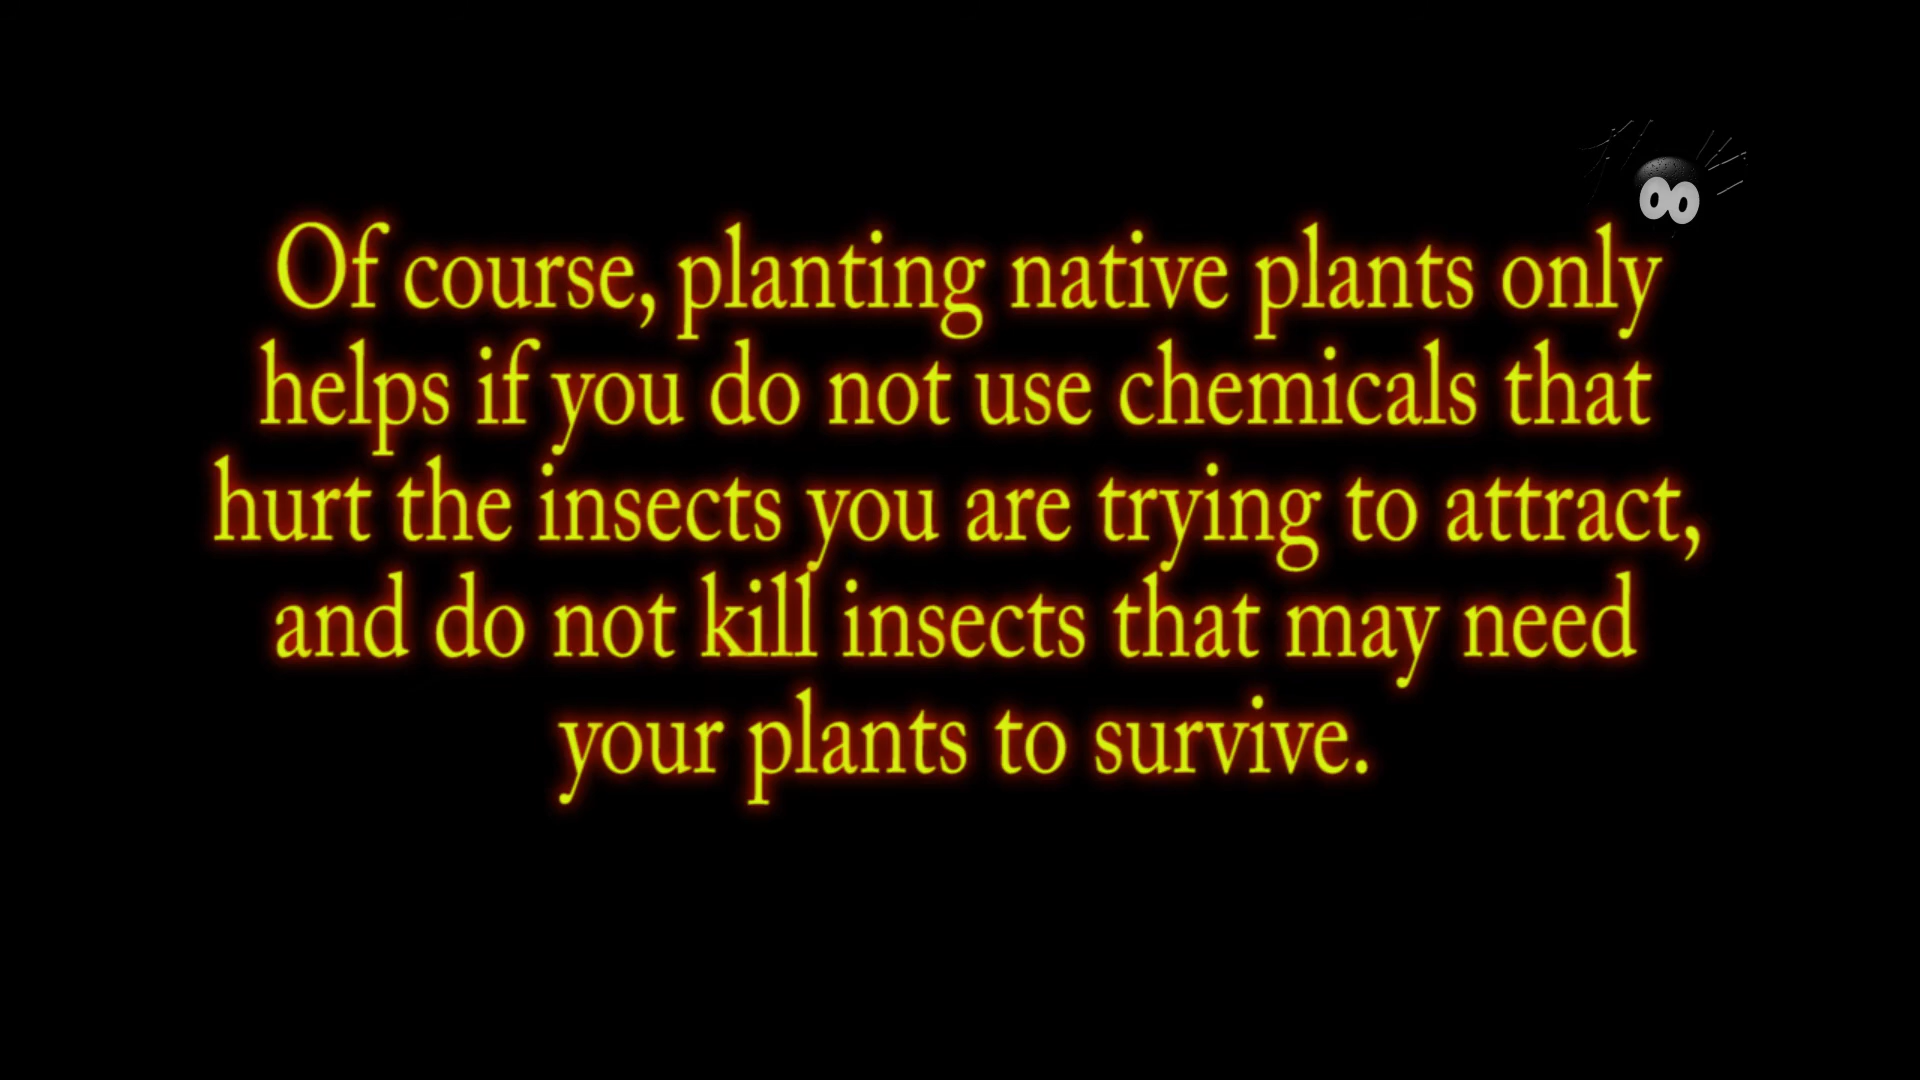 Of course, planting native plants only
helps if you do not use chemicals that
hurt the insects you are trying to attract,
and do not kill insects that may need
your plants to survive.